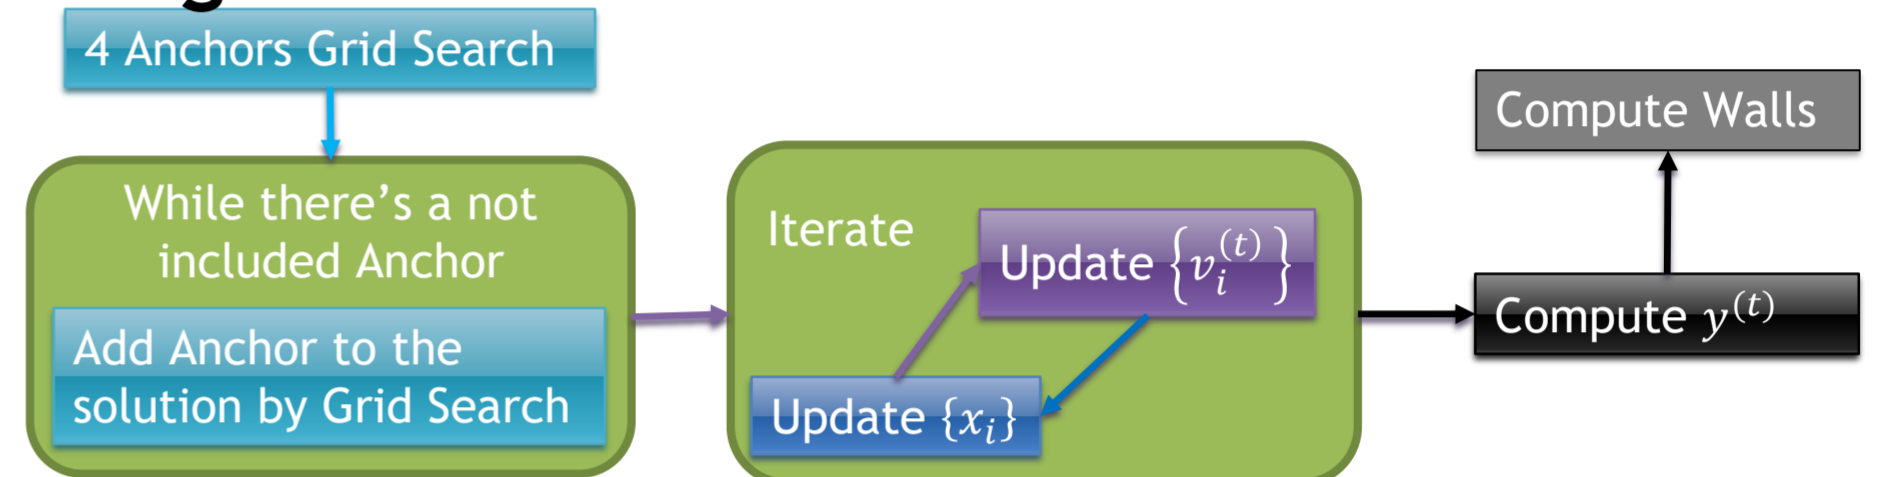 4 Anchors Grid Search
While there's a not
included Anchor
Add Anchor to the
solution by Grid Search
Iterate
Update {v_i^(t)}
Update {x_i}
Compute y^(t)
Compute Walls